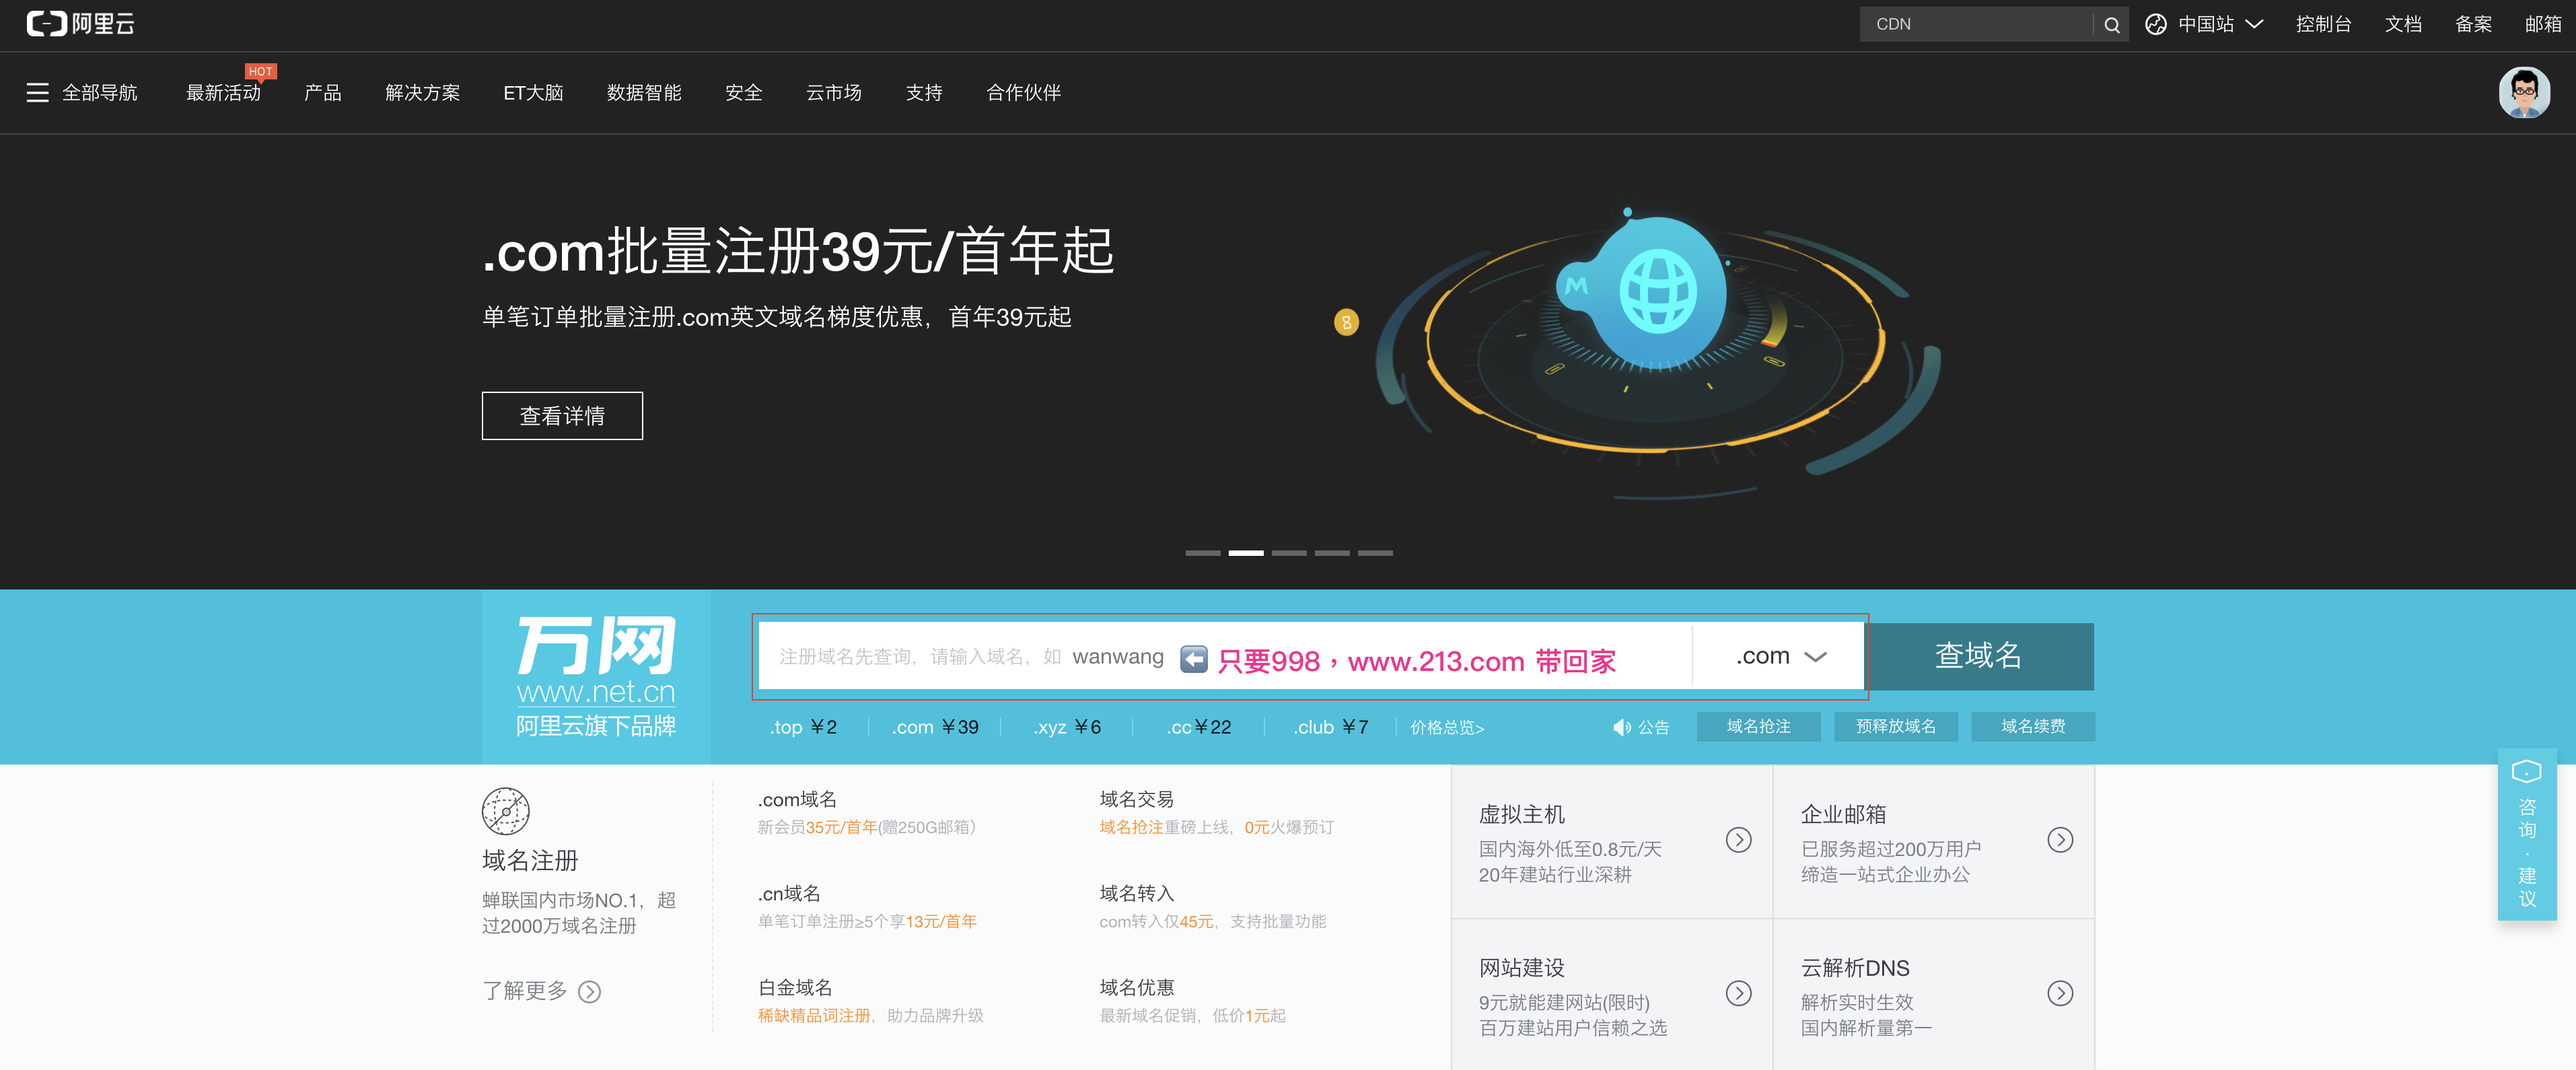 阿里云
CDN
中国站
控制台
文档
备案
邮箱
全部导航
最新活动
HOT
产品
解决方案
ET大脑
数据智能
安全
云市场
支持
合作伙伴
.com批量注册39元/首年起
单笔订单批量注册.com英文域名梯度优惠，首年39元起
查看详情
M
万网
www.net.cn
阿里云旗下品牌
注册域名先查询，请输入域名，如 wanwang
只要998，www.213.com 带回家
.com
查域名
.top ¥2
.com ¥39
.xyz ¥6
.cc¥22
.club ¥7
价格总览>
公告
域名抢注
预释放域名
域名续费
域名注册
蝉联国内市场NO.1，超
过2000万域名注册
了解更多
.com域名
新会员35元/首年(赠250G邮箱）
.cn域名
单笔订单注册≥5个享13元/首年
白金域名
稀缺精品词注册，助力品牌升级
域名交易
域名抢注重磅上线，0元火爆预订
域名转入
com转入仅45元，支持批量功能
域名优惠
最新域名促销，低价1元起
虚拟主机
国内海外低至0.8元/天
20年建站行业深耕
企业邮箱
已服务超过200万用户
缔造一站式企业办公
网站建设
9元就能建网站(限时)
百万建站用户信赖之选
云解析DNS
解析实时生效
国内解析量第一
咨询·建议